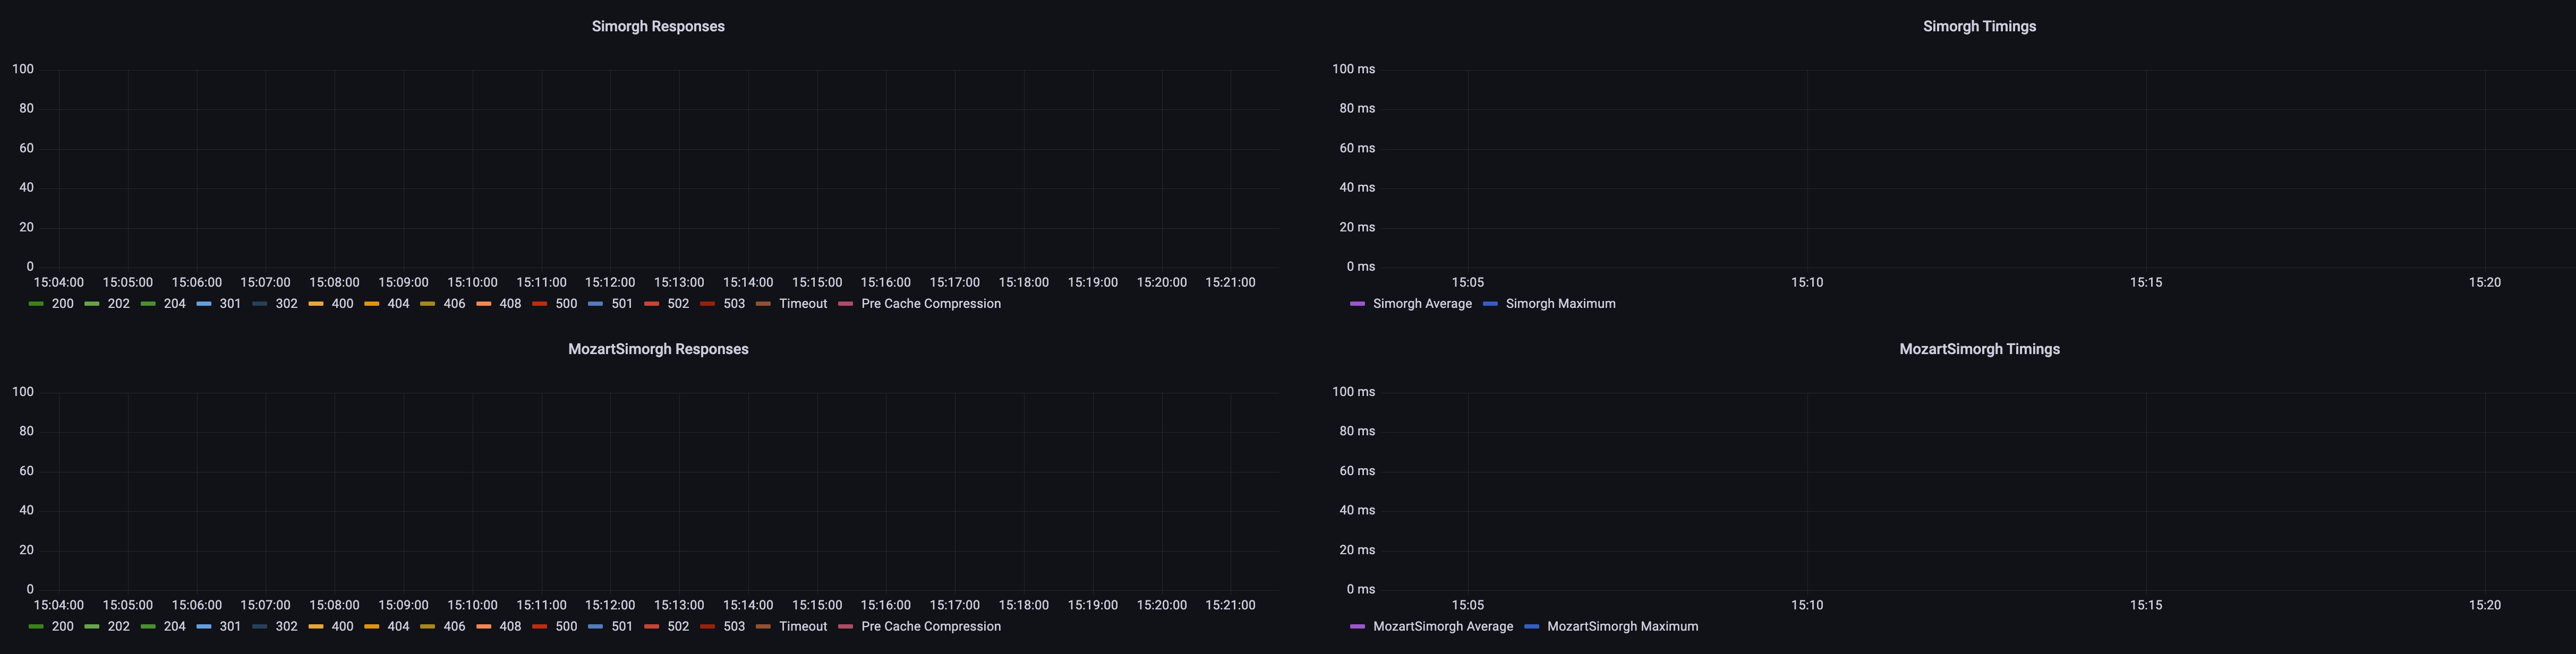 Simorgh Responses
100
80
60
40
20
0
15:04:00 15:05:00 15:06:00 15:07:00 15:08:00 15:09:00 15:10:00 15:11:00 15:12:00 15:13:00 15:14:00 15:15:00 15:16:00 15:17:00 15:18:00 15:19:00 15:20:00 15:21:00
200 202 204 301 302 400 404 406 408 500 501 502 503 Timeout Pre Cache Compression
Simorgh Timings
100 ms
80 ms
60 ms
40 ms
20 ms
0 ms
15:05 15:10 15:15 15:20
Simorgh Average Simorgh Maximum
MozartSimorgh Responses
100
80
60
40
20
0
15:04:00 15:05:00 15:06:00 15:07:00 15:08:00 15:09:00 15:10:00 15:11:00 15:12:00 15:13:00 15:14:00 15:15:00 15:16:00 15:17:00 15:18:00 15:19:00 15:20:00 15:21:00
200 202 204 301 302 400 404 406 408 500 501 502 503 Timeout Pre Cache Compression
MozartSimorgh Timings
100 ms
80 ms
60 ms
40 ms
20 ms
0 ms
15:05 15:10 15:15 15:20
MozartSimorgh Average MozartSimorgh Maximum